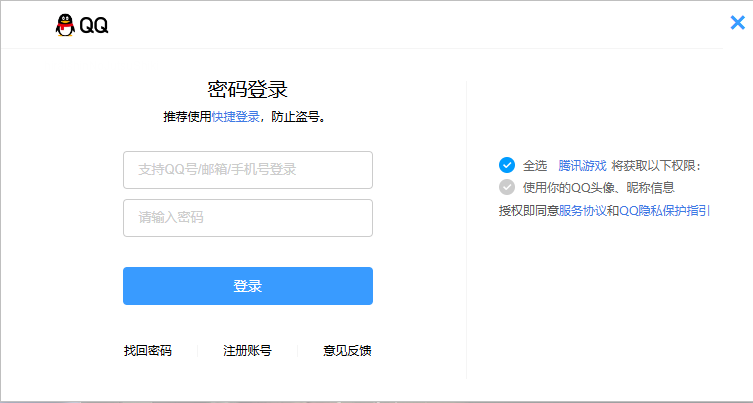 QQ
密码登录
推荐使用快捷登录，防止盗号。
支持QQ号/邮箱/手机号登录
请输入密码
登录
找回密码
注册账号
意见反馈
全选 腾讯游戏 将获取以下权限：
使用你的QQ头像、昵称信息
授权即同意服务协议和QQ隐私保护指引